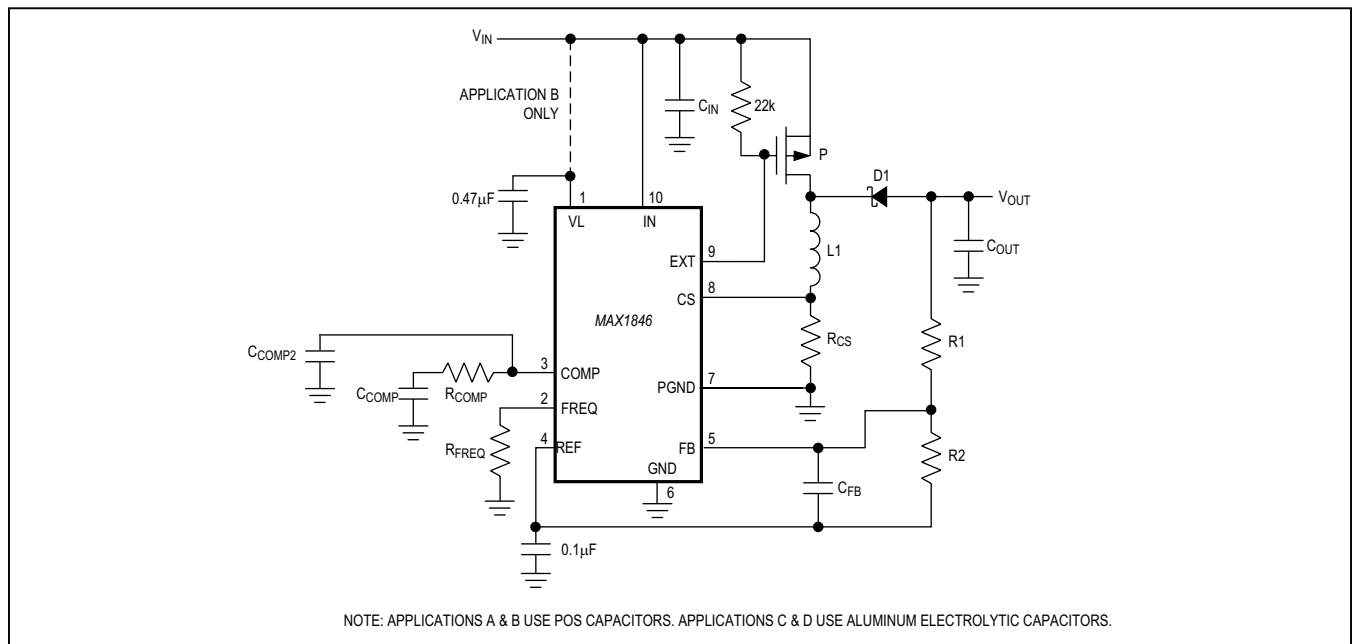 V_IN
APPLICATION B
ONLY
C_IN
22k
P
D1
V_OUT
0.47µF
1
10
VL
IN
C_OUT
L1
EXT
9
CS
8
MAX1846
R_CS
R1
C_COMP2
3
COMP
PGND
7
C_COMP
R_COMP
2
FREQ
R_FREQ
4
REF
FB
5
R2
GND
6
C_FB
0.1µF
NOTE: APPLICATIONS A & B USE POS CAPACITORS. APPLICATIONS C & D USE ALUMINUM ELECTROLYTIC CAPACITORS.